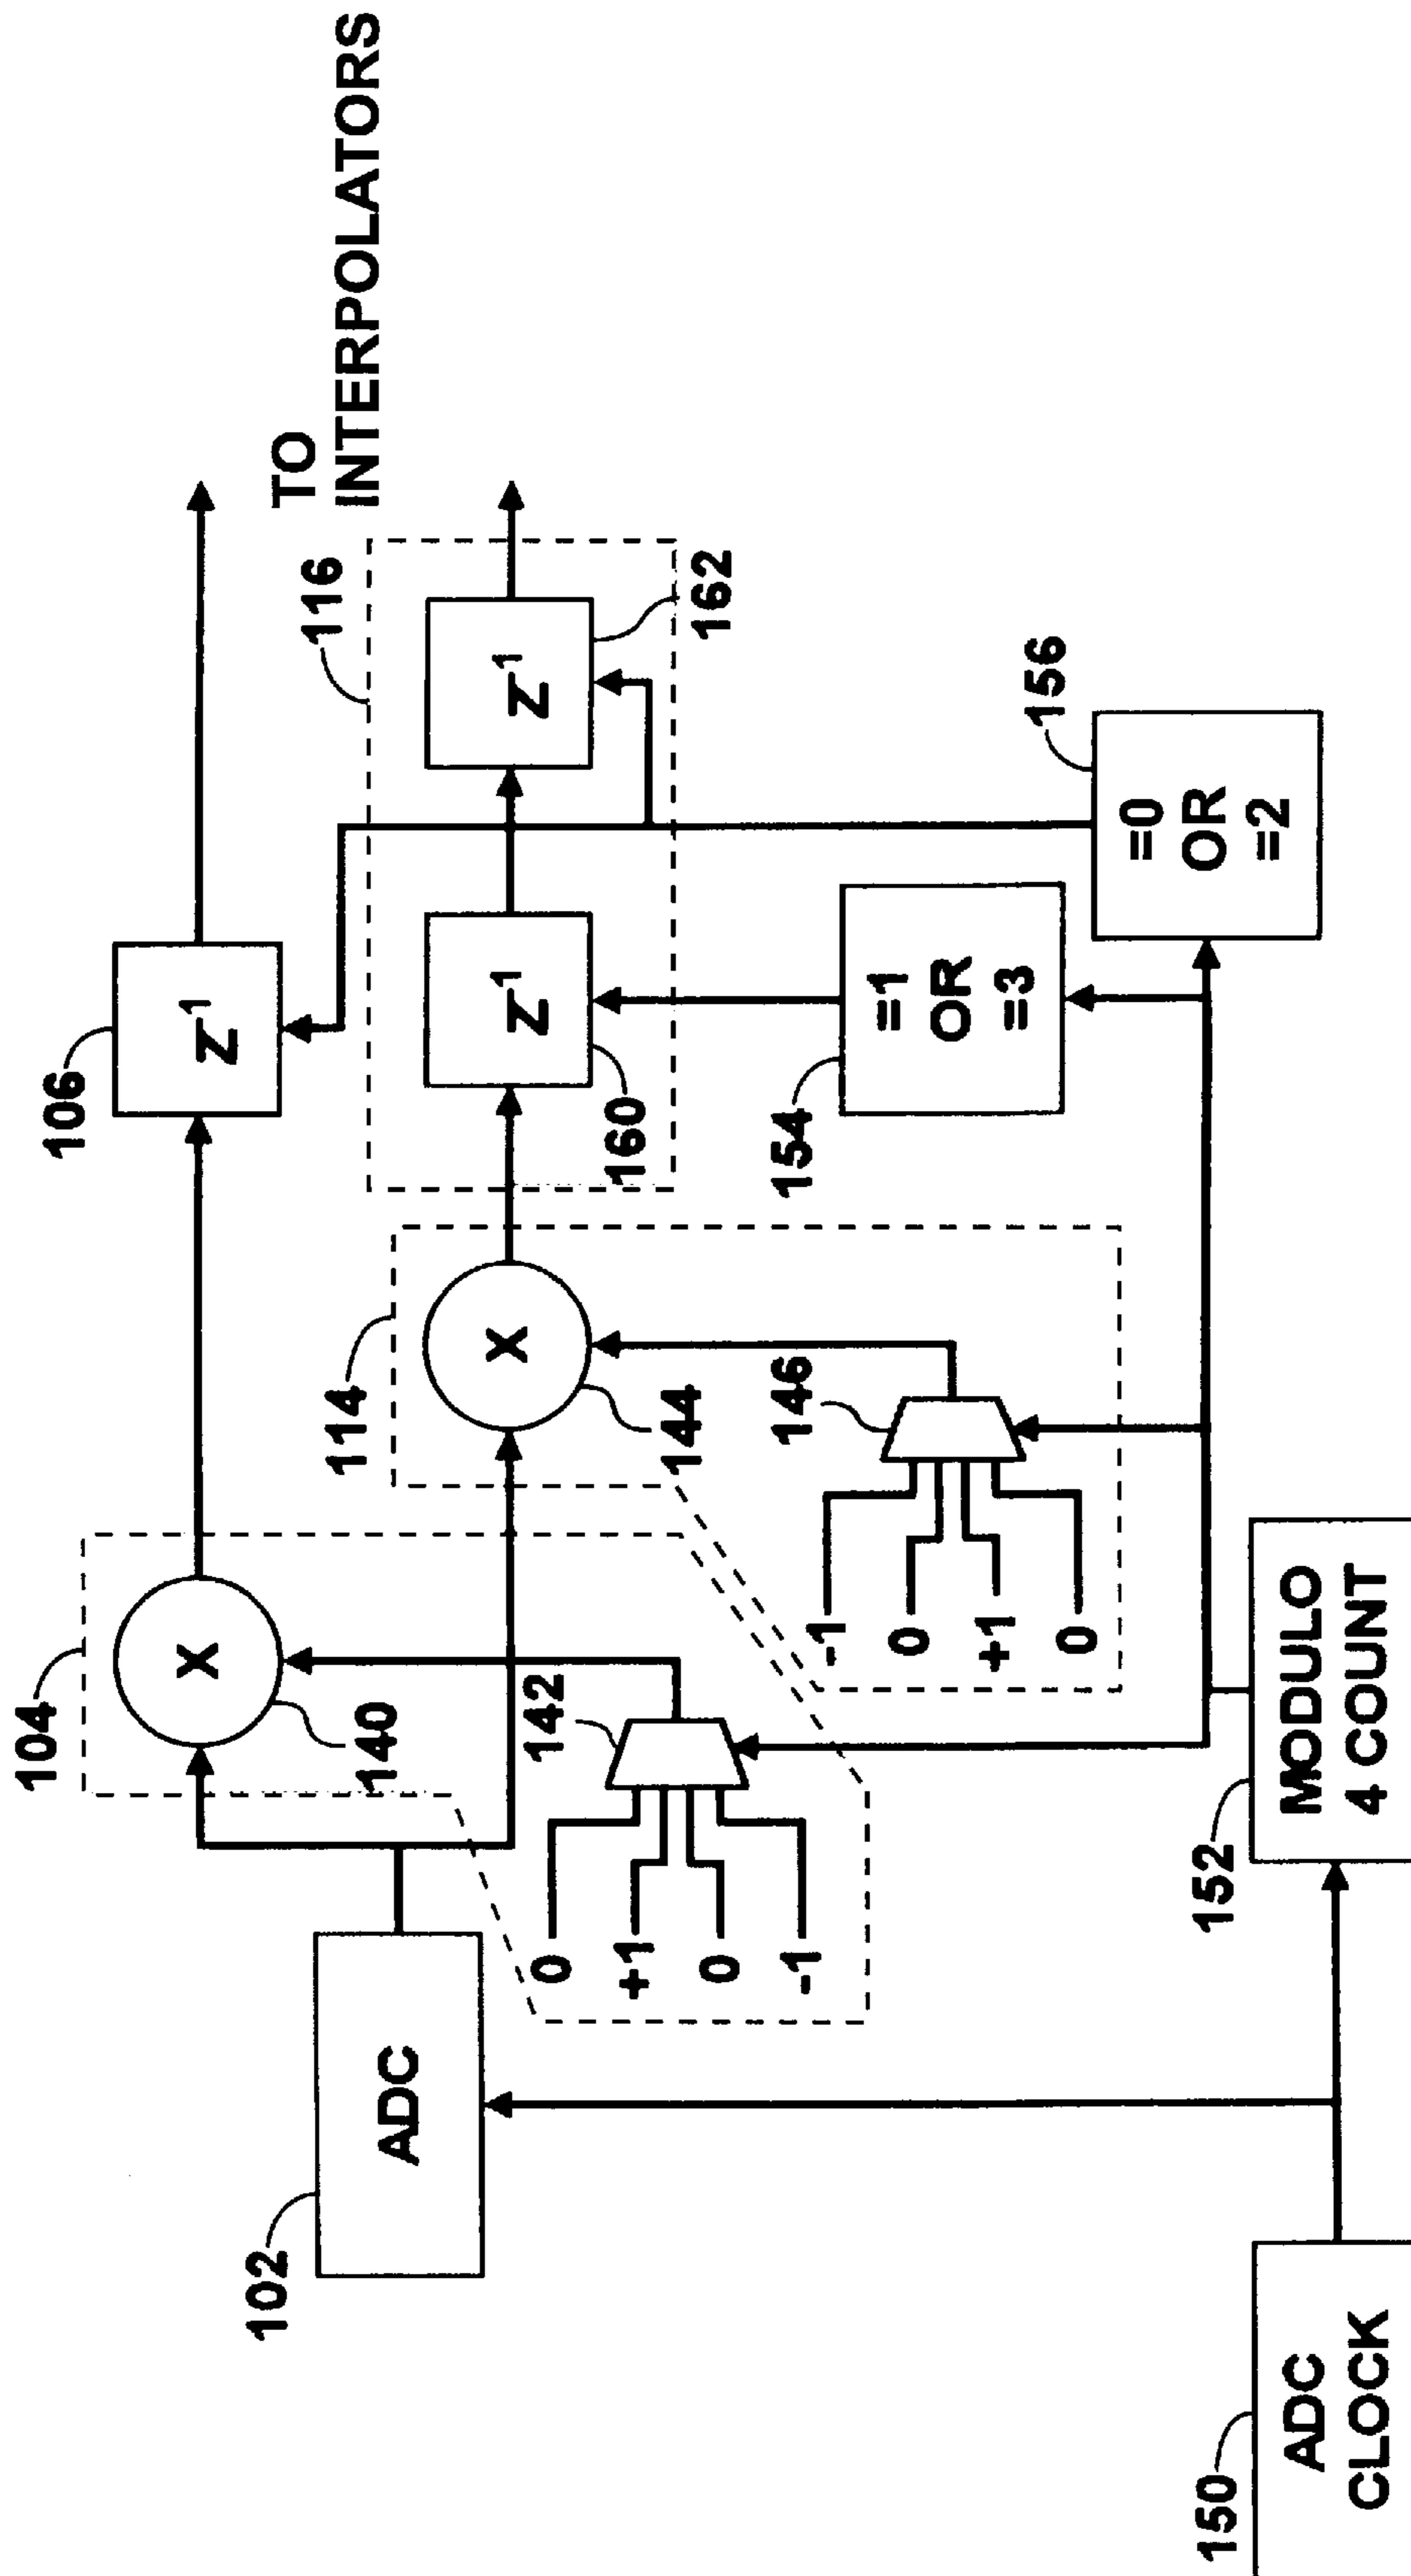 104
X
140
106
Z-1
TO
INTERPOLATORS
102
ADC
142
0
+1
0
-1
114
X
144
146
-1
0
+1
0
116
Z-1
160
Z-1
162
154
=1
OR
=3
156
=0
OR
=2
150
ADC
CLOCK
152
MODULO
4 COUNT